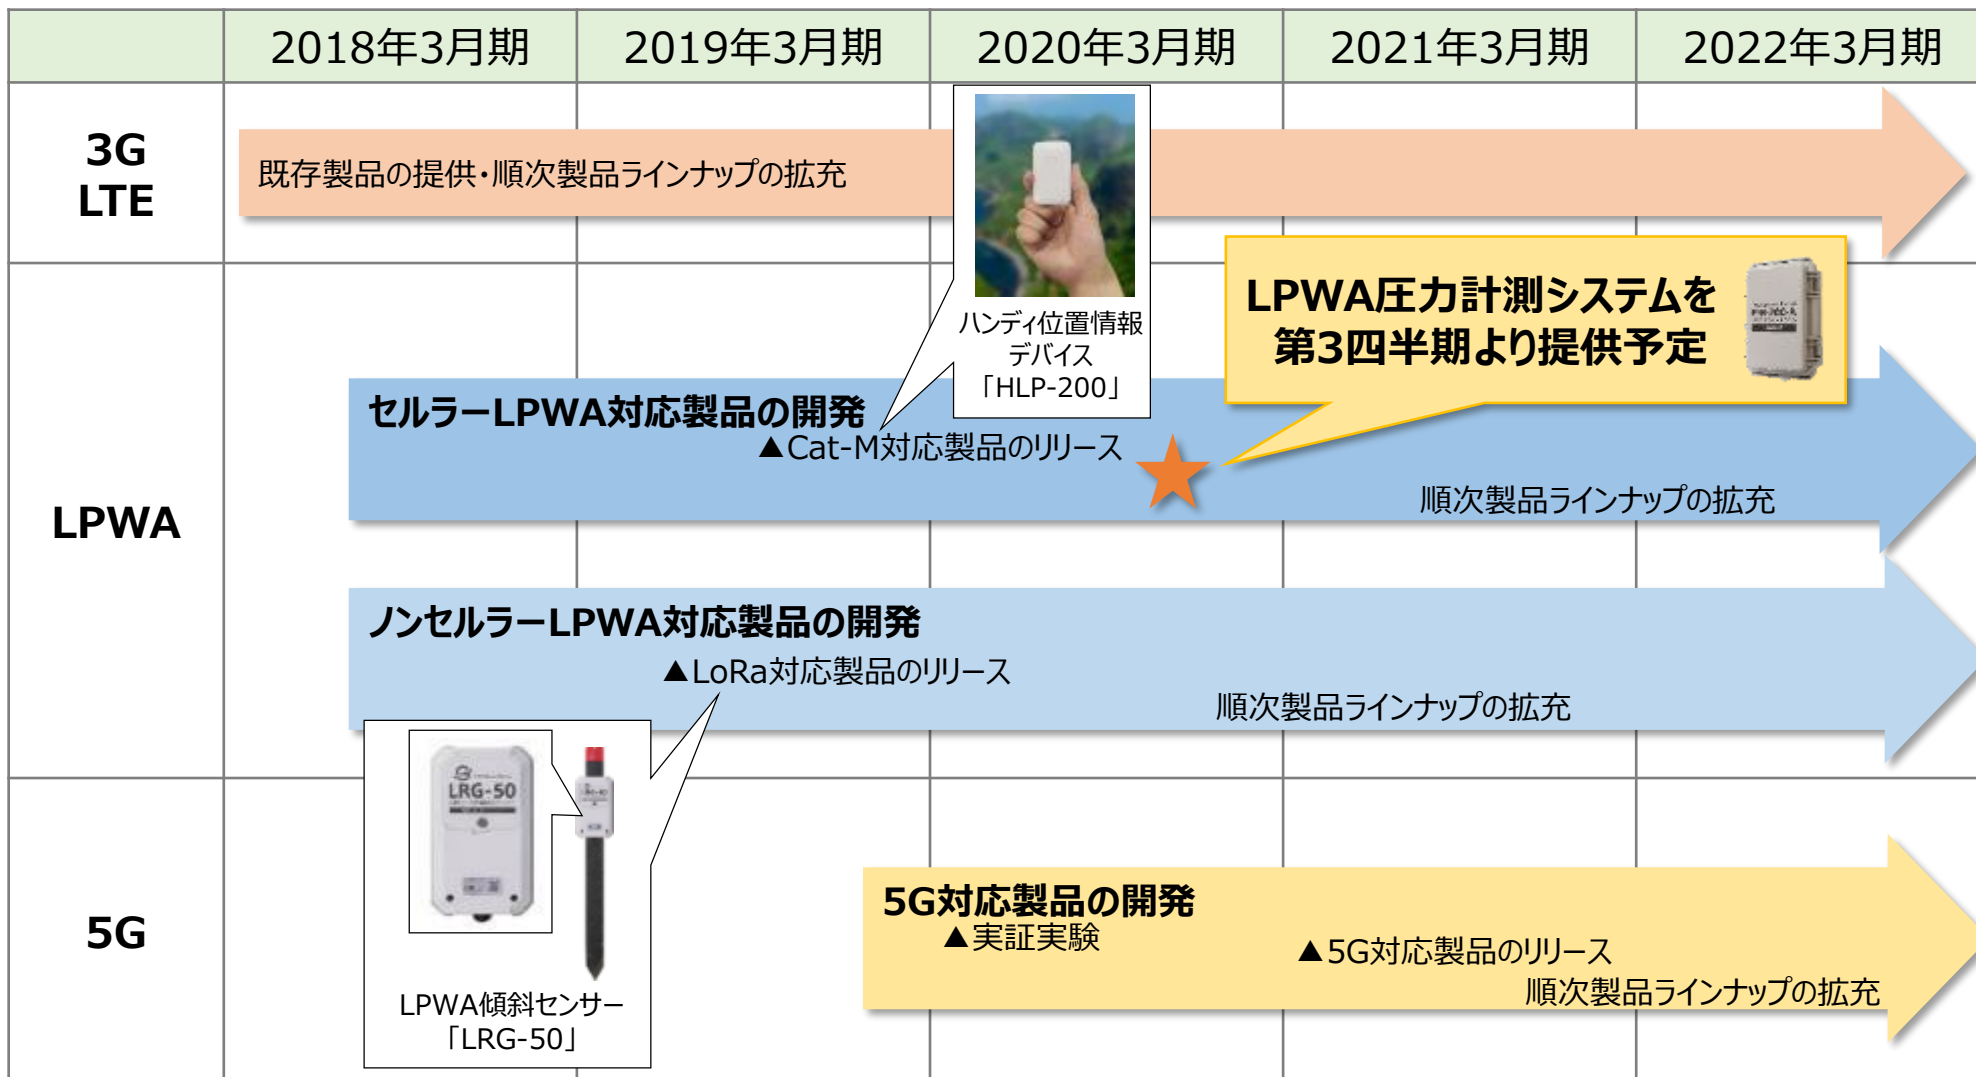 2018年3月期
2019年3月期
2020年3月期
2021年3月期
2022年3月期
3G
LTE
既存製品の提供・順次製品ラインナップの拡充
ハンディ位置情報
デバイス
「HLP-200」
LPWA圧力計測システムを
第3四半期より提供予定
LPWA
セルラーLPWA対応製品の開発
▲Cat-M対応製品のリリース
順次製品ラインナップの拡充
ノンセルラーLPWA対応製品の開発
▲LoRa対応製品のリリース
順次製品ラインナップの拡充
LRG-50
LRG-50
LPWA傾斜センサー
「LRG-50」
5G
5G対応製品の開発
▲実証実験
▲5G対応製品のリリース
順次製品ラインナップの拡充